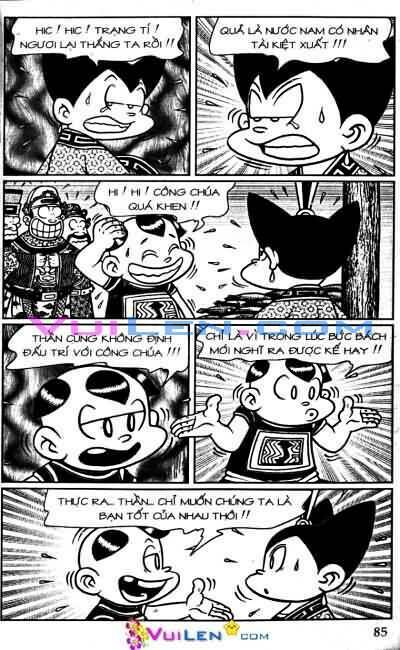 HIC ! HIC ! TRẠNG TÍ !
NGƯƠI LẠI THẮNG TA RỒI !!
QUẢ LÀ NƯỚC NAM CÓ NHÂN
TÀI KIỆT XUẤT !!!
HI ! HI ! CÔNG CHÚA
QUÁ KHEN !!
VUILEN.COM
THẦN CŨNG KHÔNG ĐỊNH
ĐẤU TRÍ VỚI CÔNG CHÚA !!!
CHỈ LÀ VÌ TRONG LÚC BỨC BÁCH
MỚI NGHĨ RA ĐƯỢC KẾ HAY !!
THỰC RA.. THẦN.. CHỈ MUỐN CHÚNG TA LÀ
BẠN TỐT CỦA NHAU THÔI !!
85
VUILEN.COM